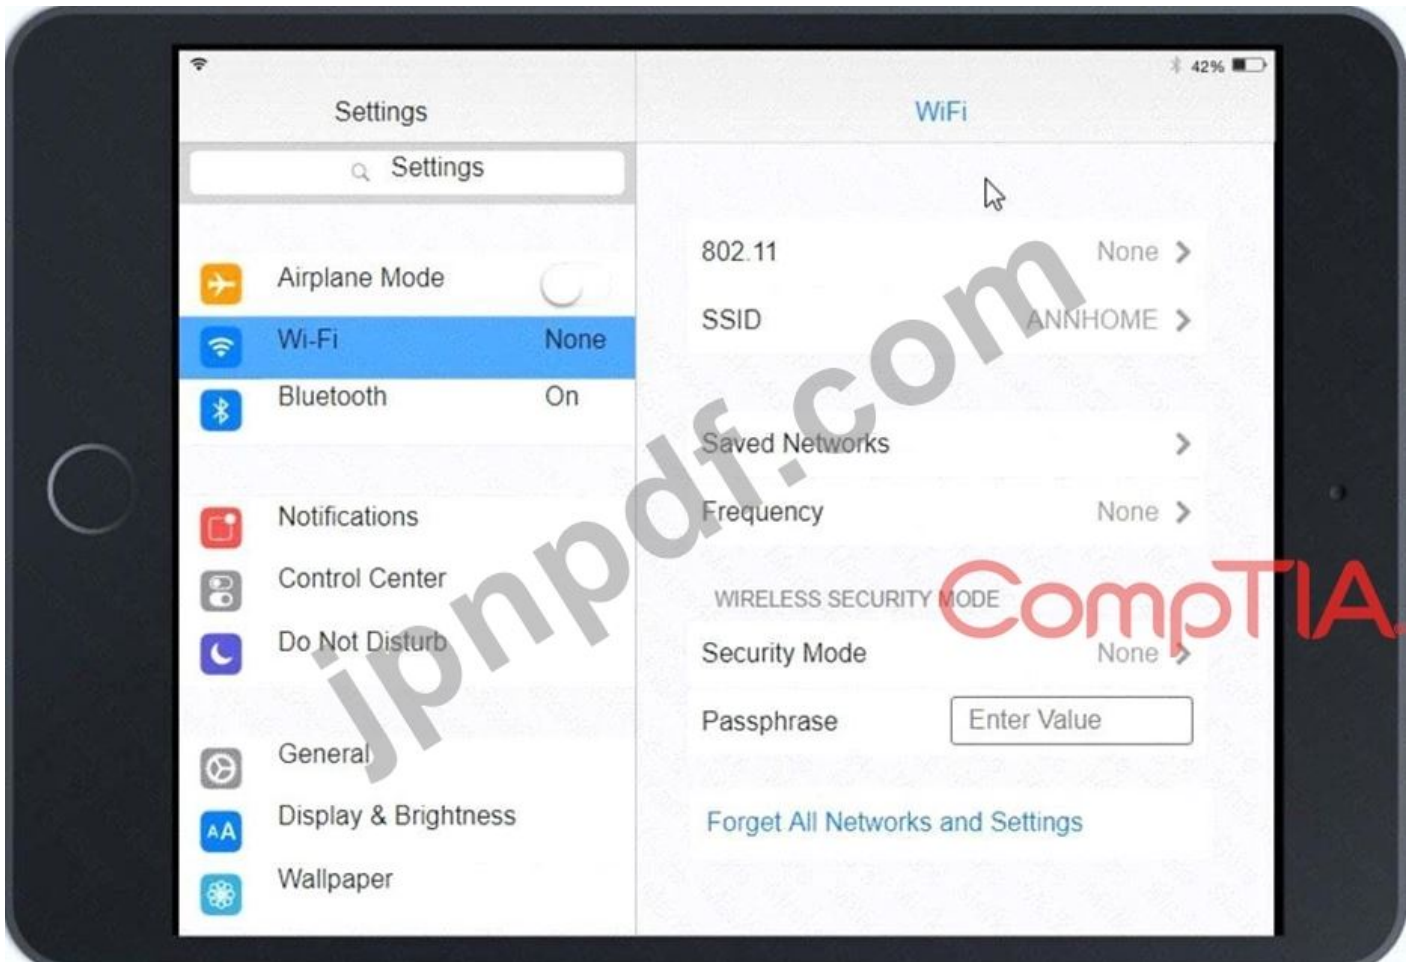 42%
Settings
WiFi
Settings
Airplane Mode
Wi-Fi None
Bluetooth On
Notifications
Control Center
Do Not Disturb
General
AA
Display & Brightness
Wallpaper
802.11 None
SSID ANNHOME
Saved Networks
Frequency None
WIRELESS SECURITY MODE
Security Mode None
Passphrase Enter Value
Forget All Networks and Settings
jpnpdf.com
CompTIA.